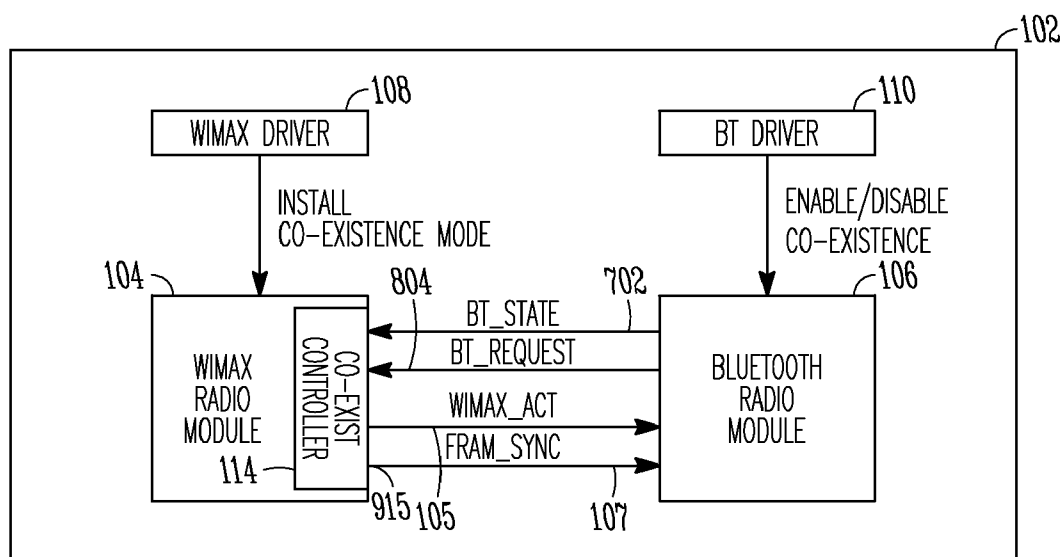 102
108
110
WIMAX DRIVER
BT DRIVER
INSTALL
CO-EXISTENCE MODE
ENABLE/DISABLE
CO-EXISTENCE
104
804
702
106
BT_STATE
BT_REQUEST
WIMAX_ACT
FRAM_SYNC
WIMAX
RADIO
MODULE
CO-EXIST
CONTROLLER
BLUETOOTH
RADIO
MODULE
114
915
105
107